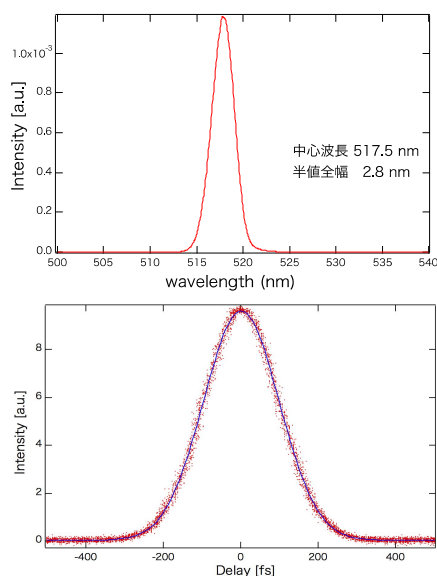 Intensity [a.u.]
1.0x10⁻³
0.8
0.6
0.4
0.2
0.0
中心波長 517.5 nm
半値全幅 2.8 nm
500 505 510 515 520 525 530 535 540
wavelength (nm)
Intensity [a.u.]
8
6
4
2
0
-400 -200 0 200 400
Delay [fs]